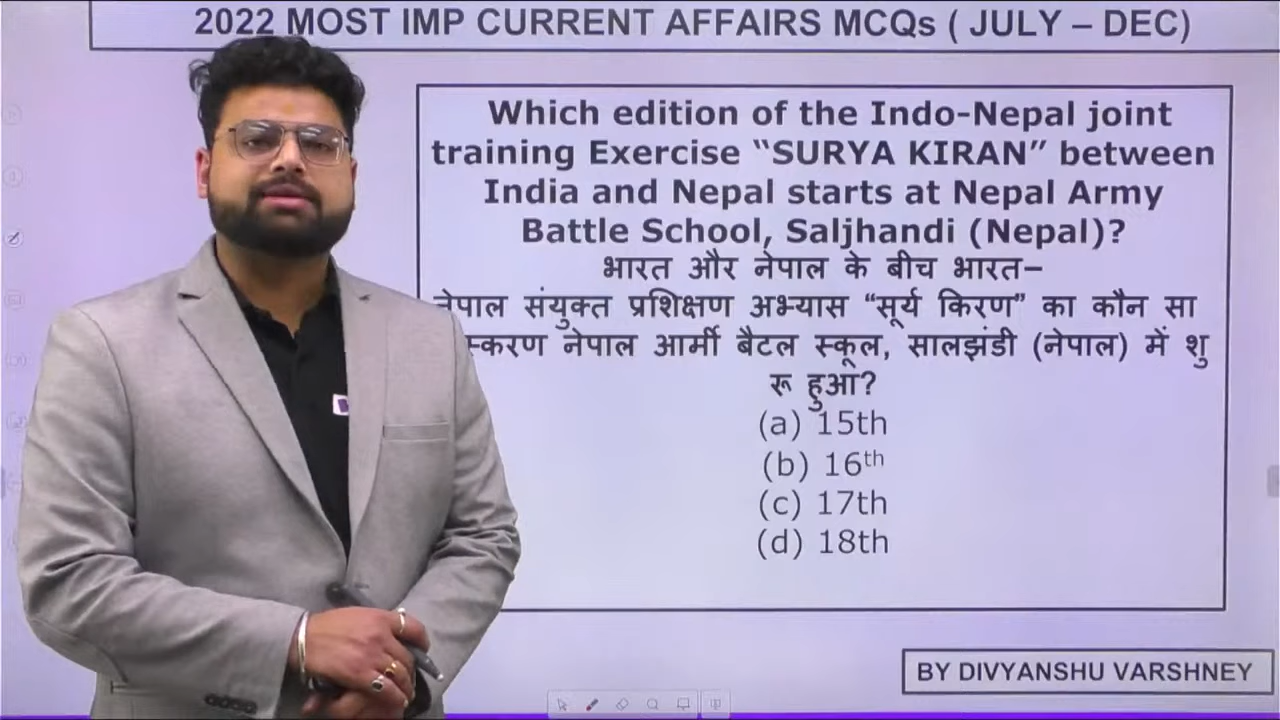 2022 MOST IMP CURRENT AFFAIRS MCQs ( JULY – DEC)
Which edition of the Indo-Nepal joint
training Exercise “SURYA KIRAN” between
India and Nepal starts at Nepal Army
Battle School, Saljhandi (Nepal)?
भारत और नेपाल के बीच भारत–
नेपाल संयुक्त प्रशिक्षण अभ्यास “सूर्य किरण” का कौन सा
स्करण नेपाल आर्मी बैटल स्कूल, सालझंडी (नेपाल) में शु
रू हुआ?
(a) 15th
(b) 16th
(c) 17th
(d) 18th
BY DIVYANSHU VARSHNEY